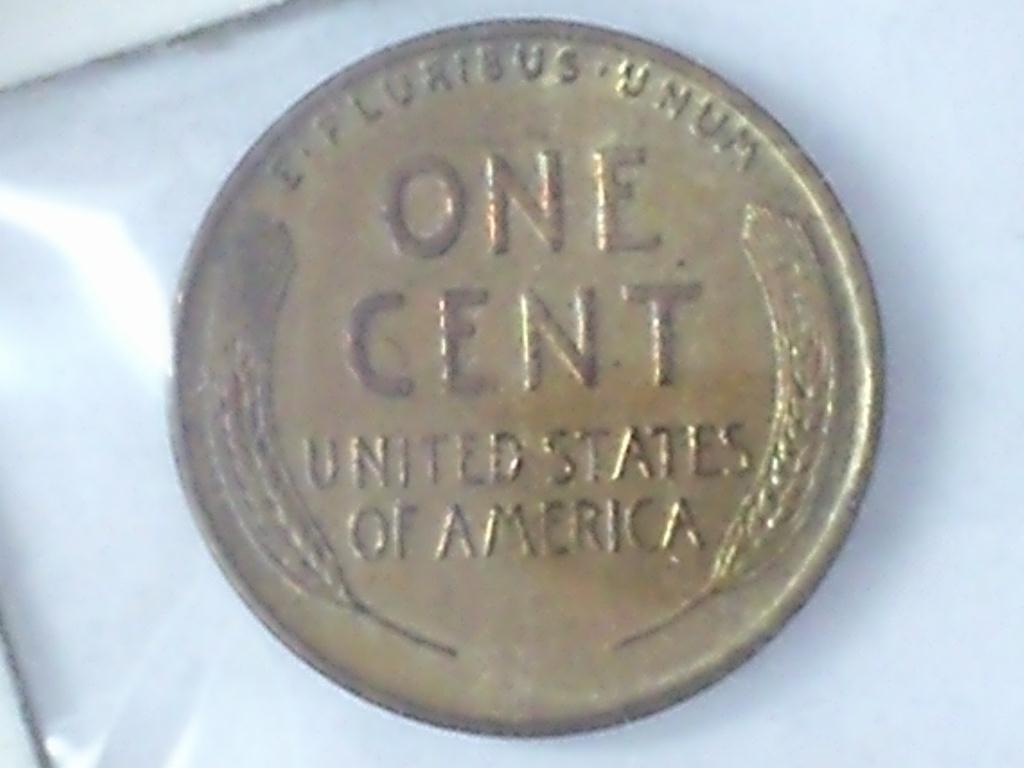 E · PLURIBUS · UNUM
ONE
CENT
UNITED STATES
OF AMERICA